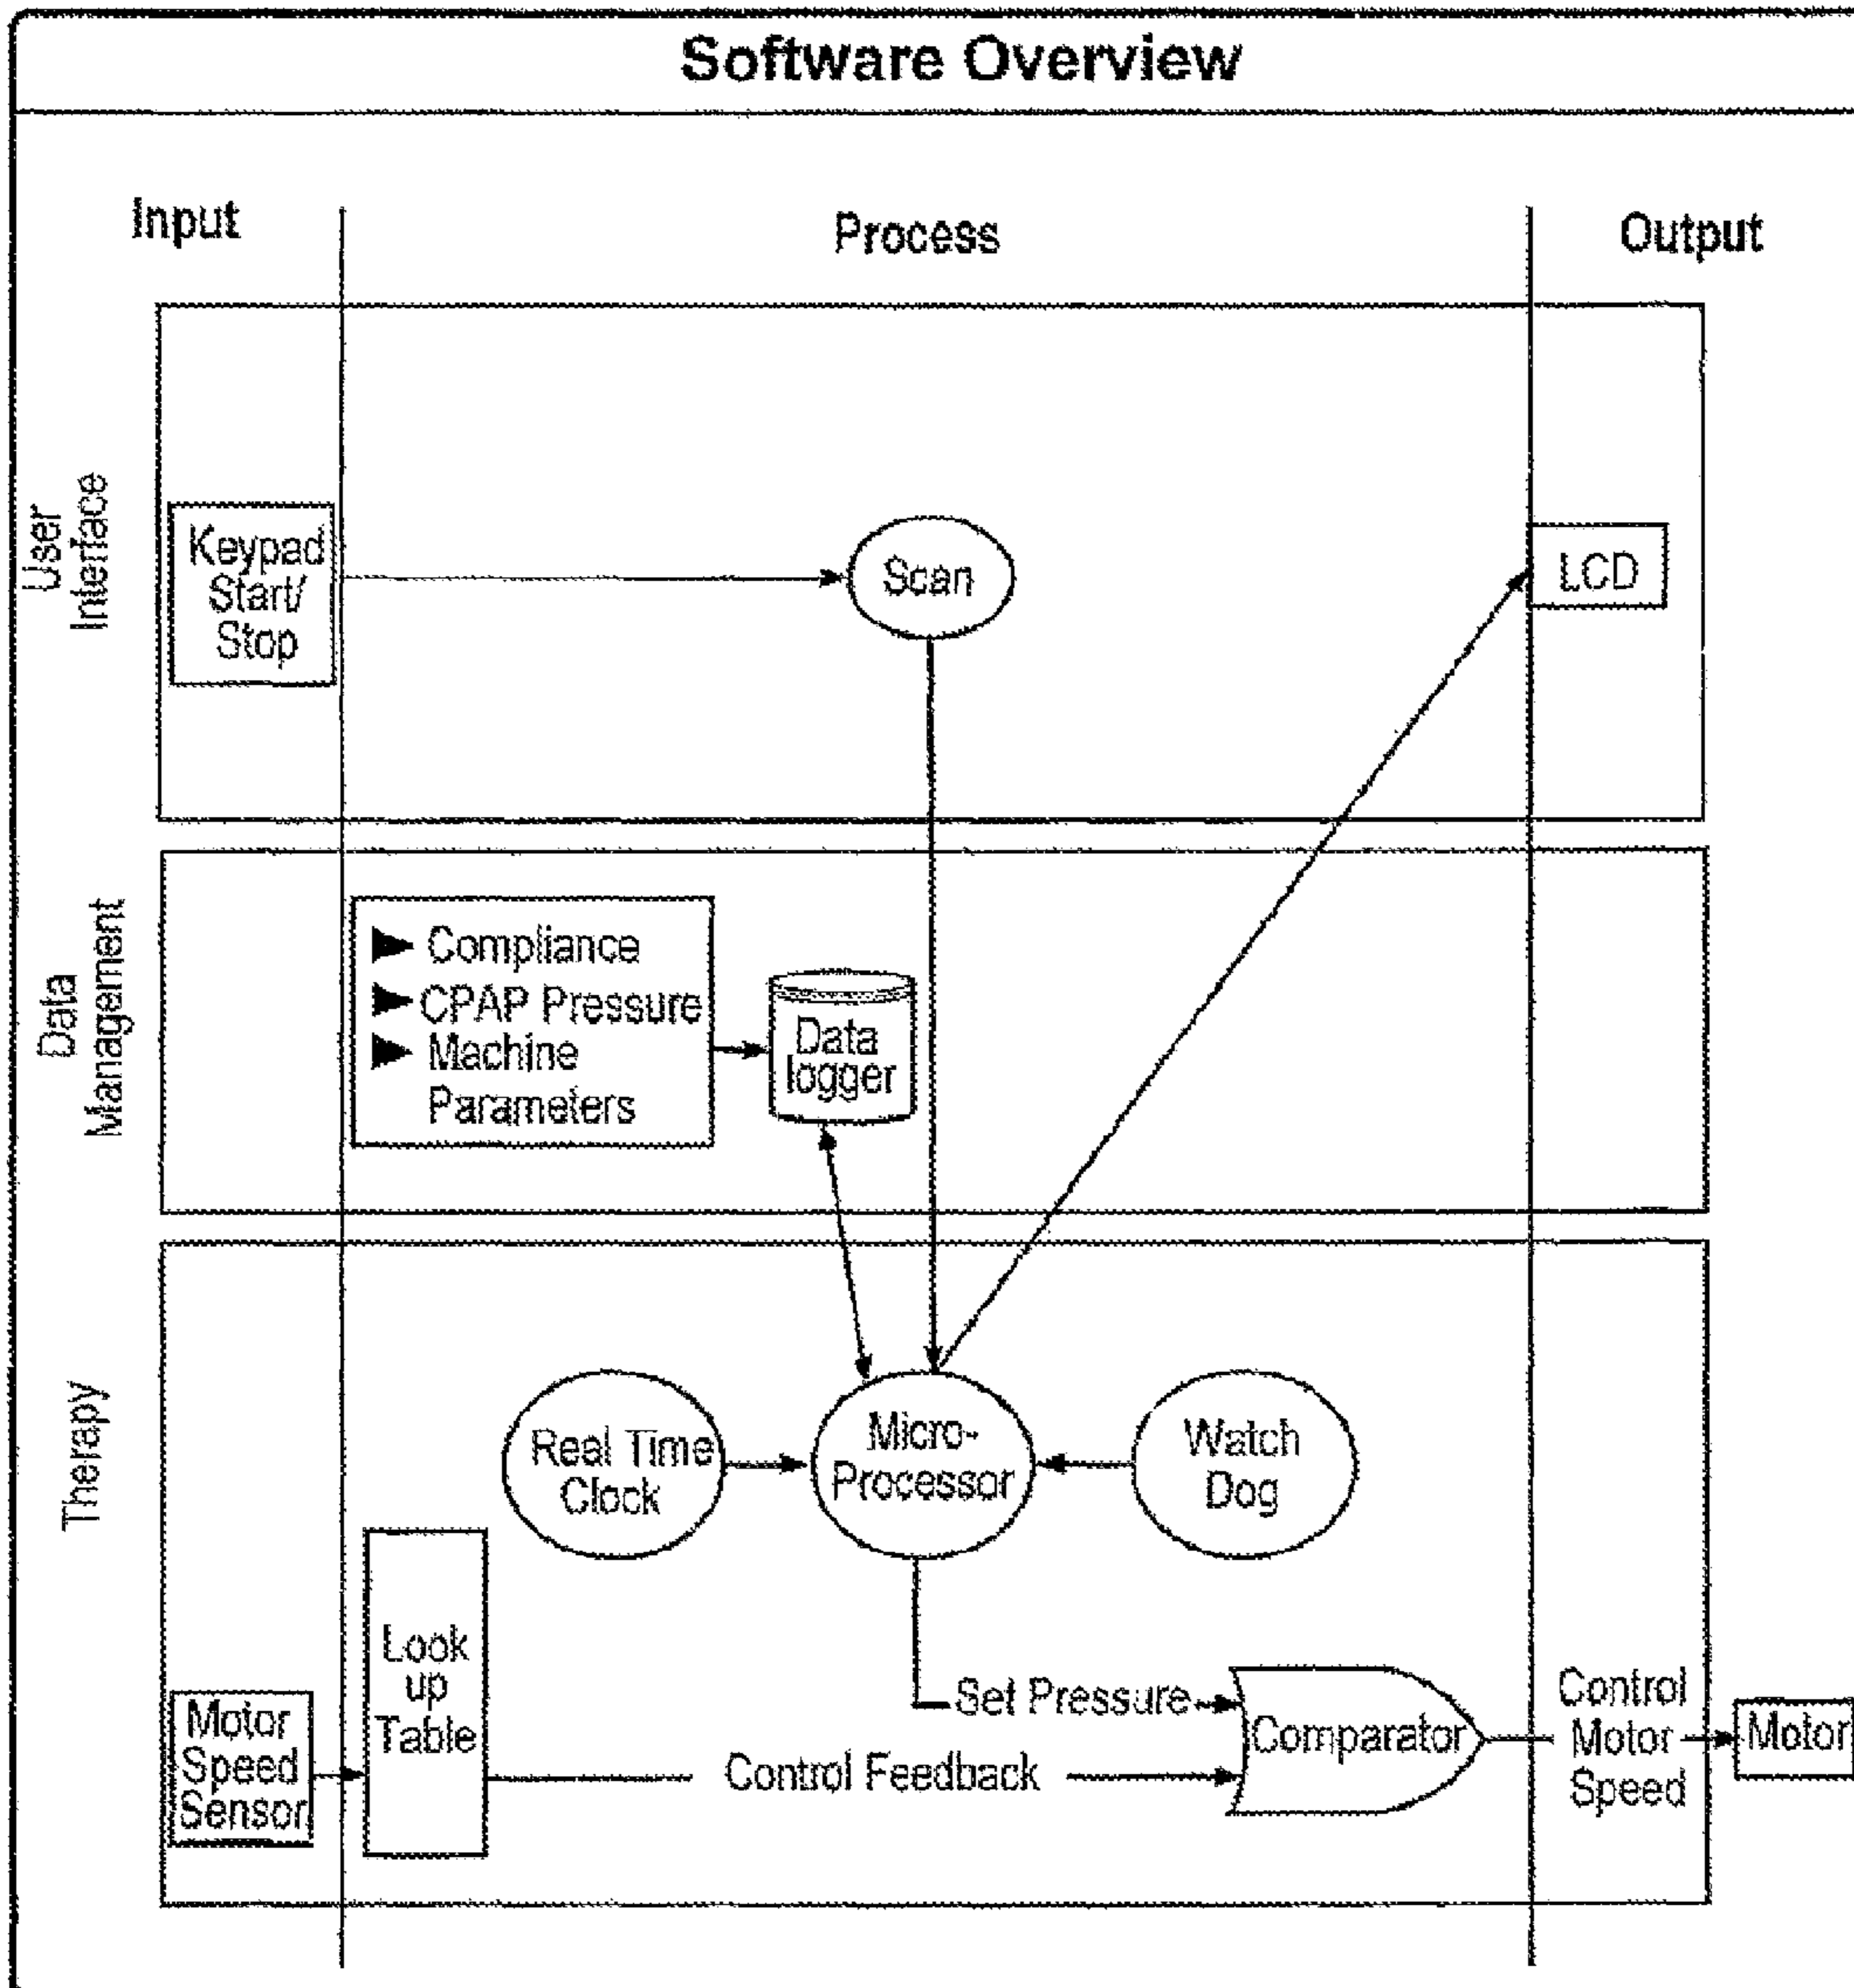 Software Overview
Input
Process
Output
User
Interface
Keypad
Start/
Stop
Scan
LCD
Data
Management
► Compliance
► CPAP Pressure
► Machine
Parameters
Data
logger
Therapy
Real Time
Clock
Micro-
Processor
Watch
Dog
Look
up
Table
Motor
Speed
Sensor
Set Pressure
Control Feedback
Comparator
Control
Motor
Speed
Motor